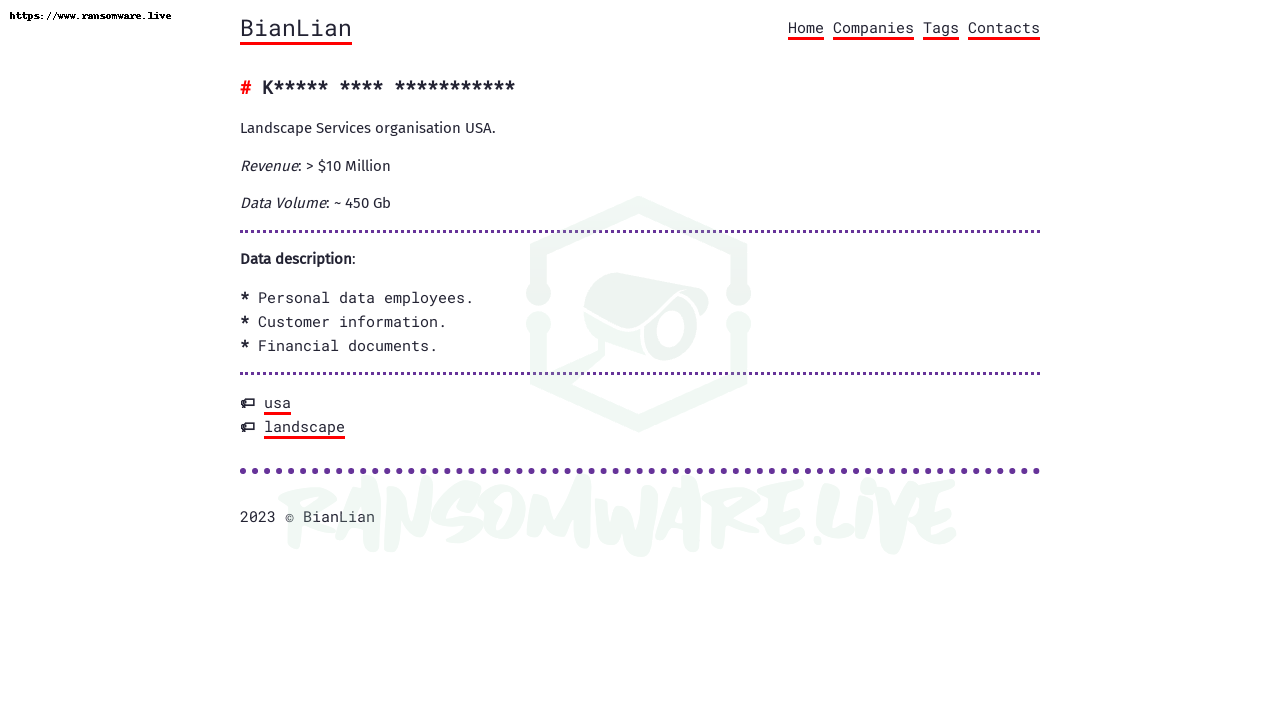 https://www.ransomware.live
BianLian
Home Companies Tags Contacts
# K***** **** ***********
Landscape Services organisation USA.
Revenue: > $10 Million
Data Volume: ~ 450 Gb
Data description:
* Personal data employees.
* Customer information.
* Financial documents.
usa
landscape
RANSOMWARE.LIVE
2023 © BianLian